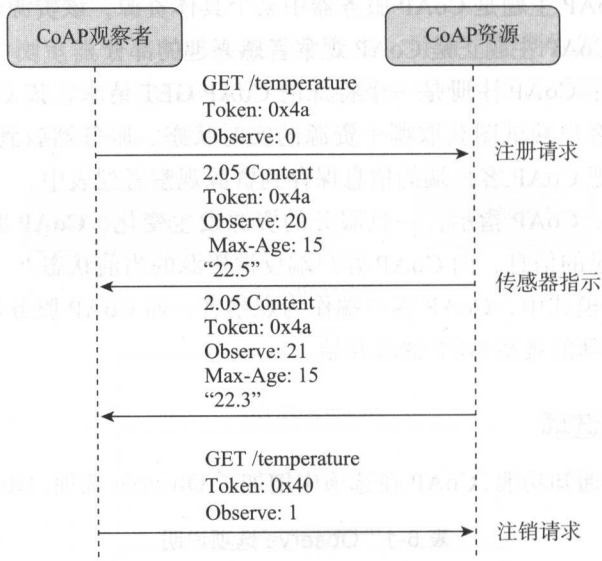 CoAP观察者
CoAP资源
GET /temperature
Token: 0x4a
Observe: 0
注册请求
2.05 Content
Token: 0x4a
Observe: 20
Max-Age: 15
“22.5”
传感器指示
2.05 Content
Token: 0x4a
Observe: 21
Max-Age: 15
“22.3”
GET /temperature
Token: 0x40
Observe: 1
注销请求